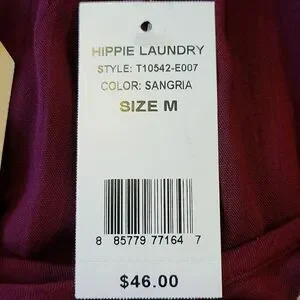 HIPPIE LAUNDRY
STYLE: T10542-E007
COLOR: SANGRIA
SIZE M
8 85779 77164 7
$46.00